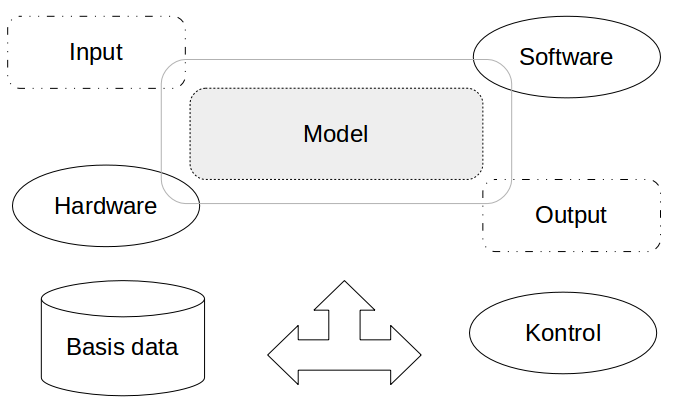 Input
Software
Model
Hardware
Output
Basis data
Kontrol